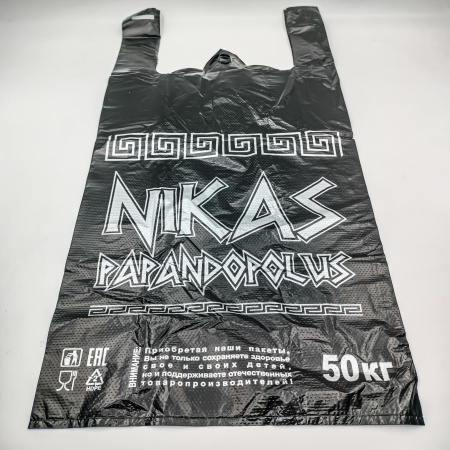 NIKAS
PAPANDOPOLUS
EAC
HDPE
ВНИМАНИЕ:
Приобретая наши пакеты,
Вы не только сохраняете здоровье
свое и своих детей,
но и поддерживаете отечественных
товаропроизводителей!
50кг